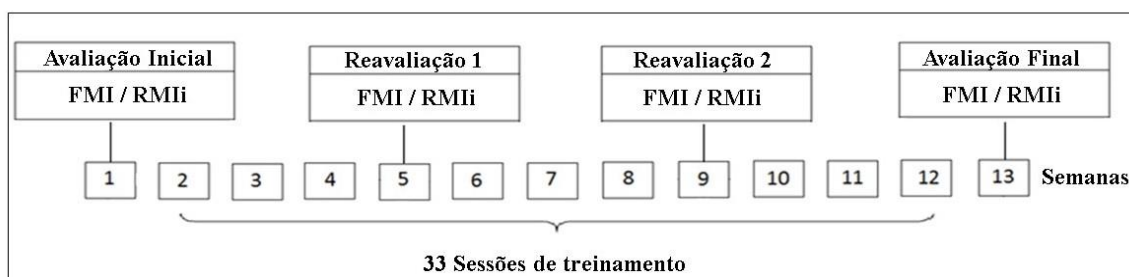 Avaliação Inicial
FMI / RMIi
Reavaliação 1
FMI / RMIi
Reavaliação 2
FMI / RMIi
Avaliação Final
FMI / RMIi
1 2 3 4 5 6 7 8 9 10 11 12 13 Semanas
33 Sessões de treinamento